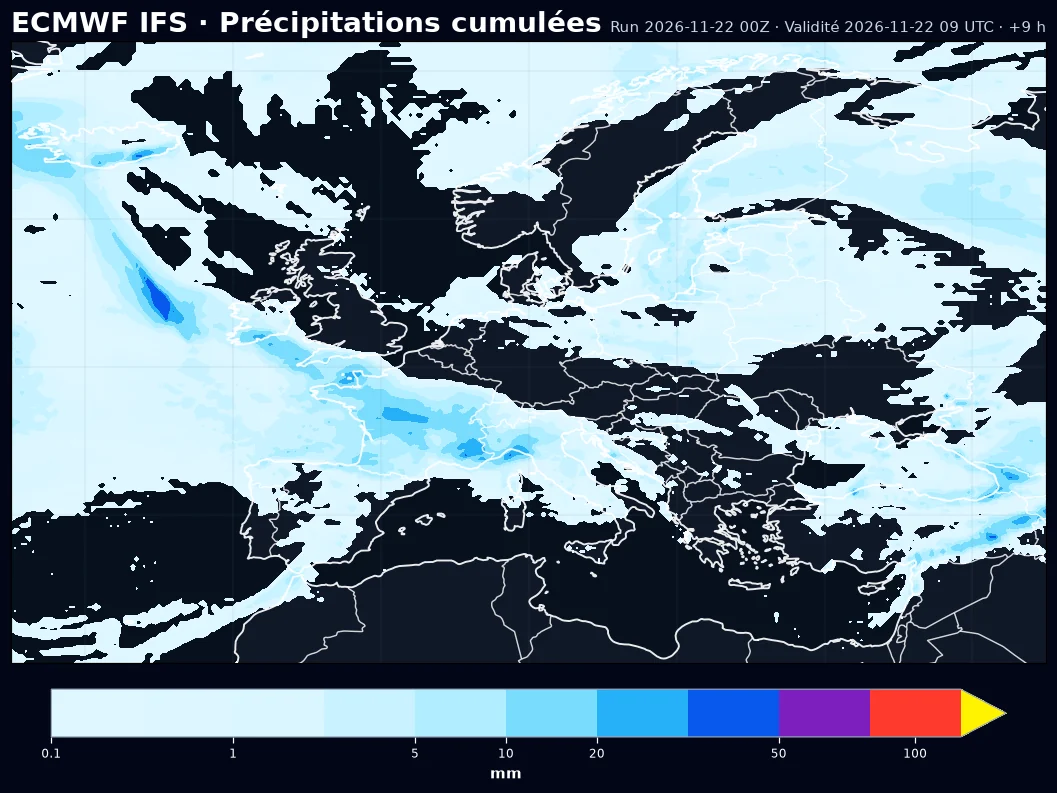 ECMWF IFS · Précipitations cumulées Run 2026-11-22 00Z · Validité 2026-11-22 09 UTC · +9 h
0.1 1 5 10 20 50 100
mm